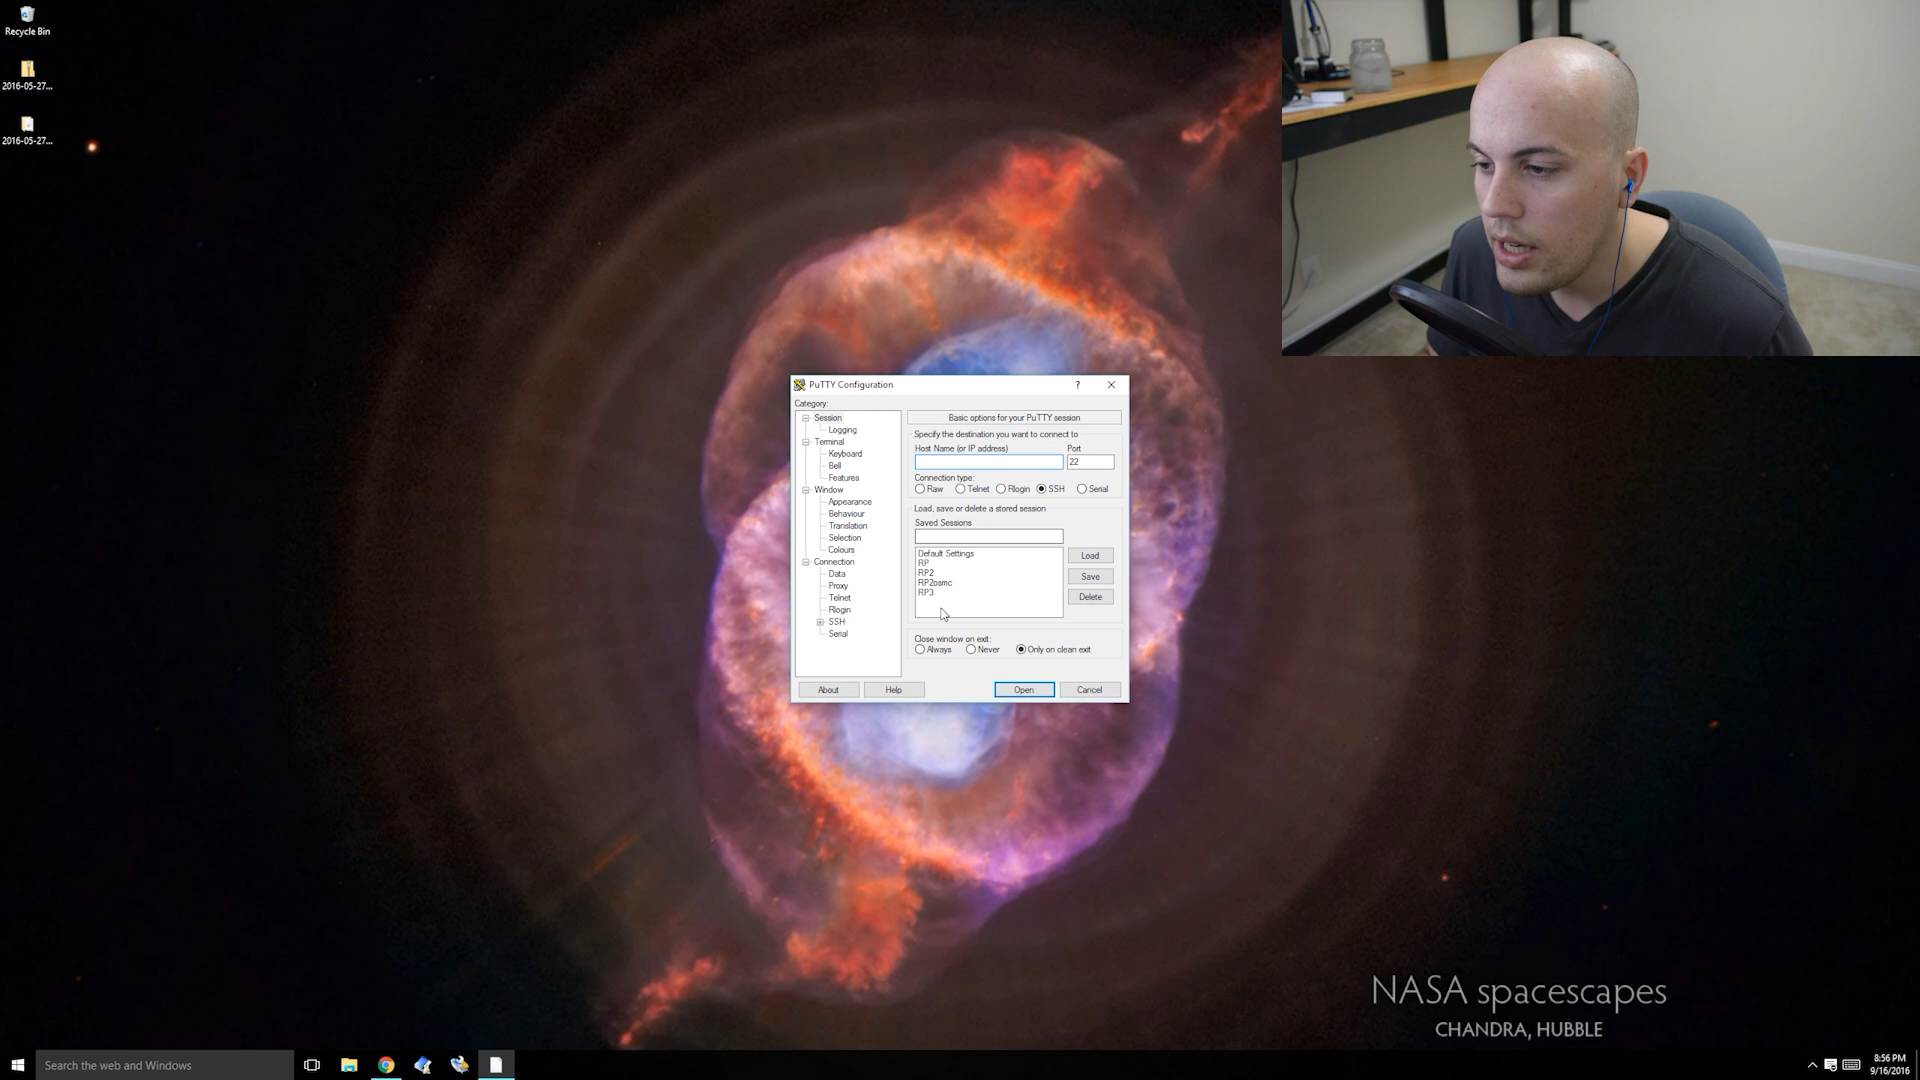 Recycle Bin
2016-05-27...
2016-05-27...
PuTTY Configuration
?
Category:
Session
Logging
Terminal
Keyboard
Bell
Features
Window
Appearance
Behaviour
Translation
Selection
Colours
Connection
Data
Proxy
Telnet
Rlogin
SSH
Serial
Basic options for your PuTTY session
Specify the destination you want to connect to
Host Name (or IP address) Port
22
Connection type:
Raw Telnet Rlogin SSH Serial
Load, save or delete a stored session
Saved Sessions
Default Settings
RP
RP2
RP2osmc
RP3
Load
Save
Delete
Close window on exit:
Always Never Only on clean exit
About Help Open Cancel
NASA spacescapes
CHANDRA, HUBBLE
Search the web and Windows
8:56 PM
9/16/2016